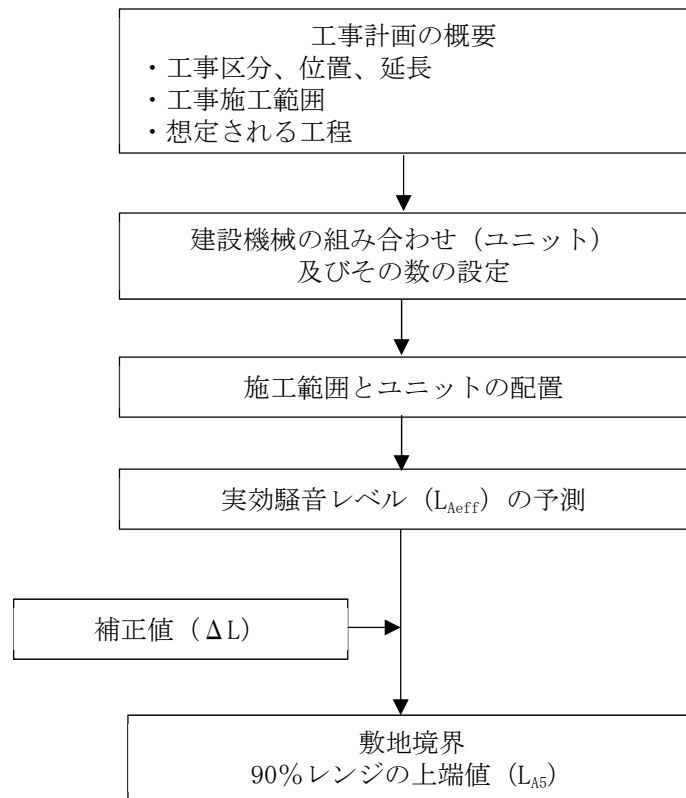 工事計画の概要
・工事区分、位置、延長
・工事施工範囲
・想定される工程
建設機械の組み合わせ（ユニット）
及びその数の設定
施工範囲とユニットの配置
実効騒音レベル（LAeff）の予測
補正値（ΔL）
敷地境界
90％レンジの上端値（LA5）